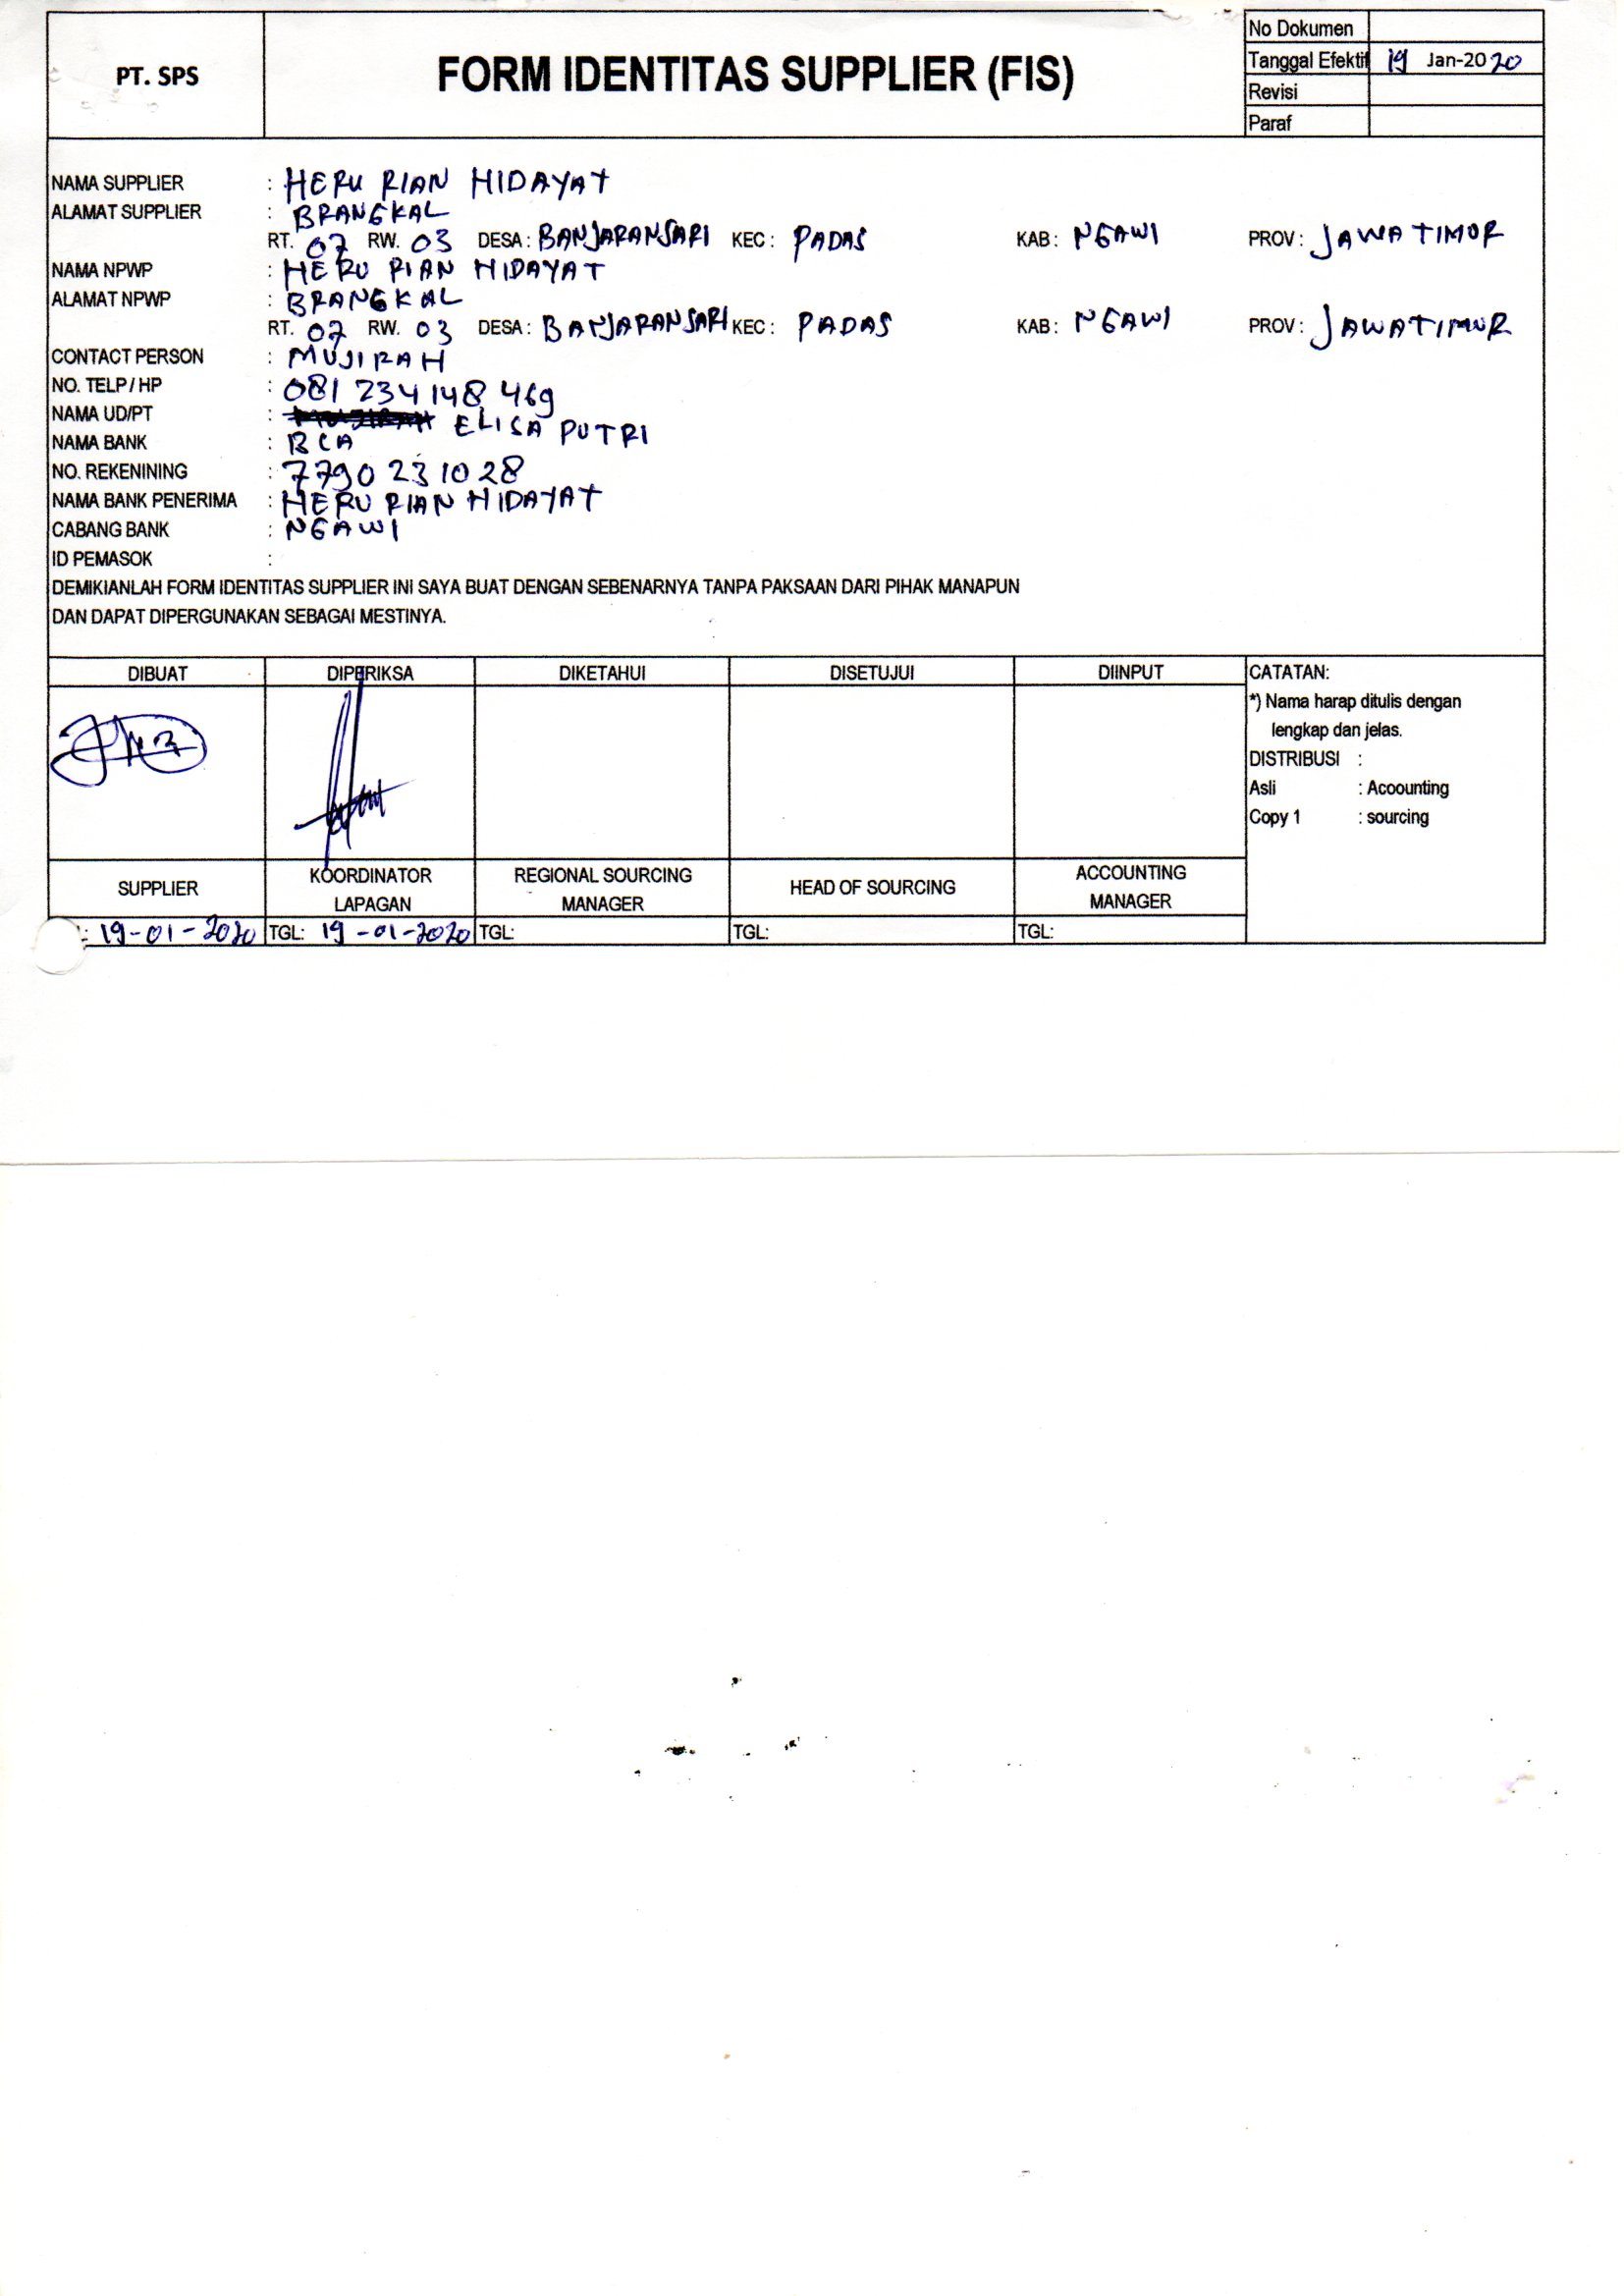 PT. SPS
FORM IDENTITAS SUPPLIER (FIS)
No Dokumen
Tanggal Efektif 19 Jan-2020
Revisi
Paraf
NAMA SUPPLIER : HERU RIAN HIDAYAT
ALAMAT SUPPLIER : BRANGKAL
RT. 07 RW. 03 DESA : BANJARANSARI KEC : PADAS KAB : NGAWI PROV : JAWA TIMUR
NAMA NPWP : HERU RIAN HIDAYAT
ALAMAT NPWP : BRANGKAL
RT. 07 RW. 03 DESA : BANJARANSARI KEC : PADAS KAB : NGAWI PROV : JAWA TIMUR
CONTACT PERSON : MUJIRAH
NO. TELP / HP : 081 234 148 469
NAMA UD/PT : ELISA PUTRI
NAMA BANK : BCA
NO. REKENINING : 7790 23 1028
NAMA BANK PENERIMA : HERU RIAN HIDAYAT
CABANG BANK : NGAWI
ID PEMASOK :
DEMIKIANLAH FORM IDENTITAS SUPPLIER INI SAYA BUAT DENGAN SEBENARNYA TANPA PAKSAAN DARI PIHAK MANAPUN
DAN DAPAT DIPERGUNAKAN SEBAGAI MESTINYA.
DIBUAT DIPERIKSA DIKETAHUI DISETUJUI DIINPUT
CATATAN:
*) Nama harap ditulis dengan
lengkap dan jelas.
DISTRIBUSI :
Asli : Acoounting
Copy 1 : sourcing
SUPPLIER
KOORDINATOR
LAPAGAN
REGIONAL SOURCING
MANAGER
HEAD OF SOURCING
ACCOUNTING
MANAGER
: 19-01-2020 TGL: 19-01-2020 TGL: TGL: TGL: